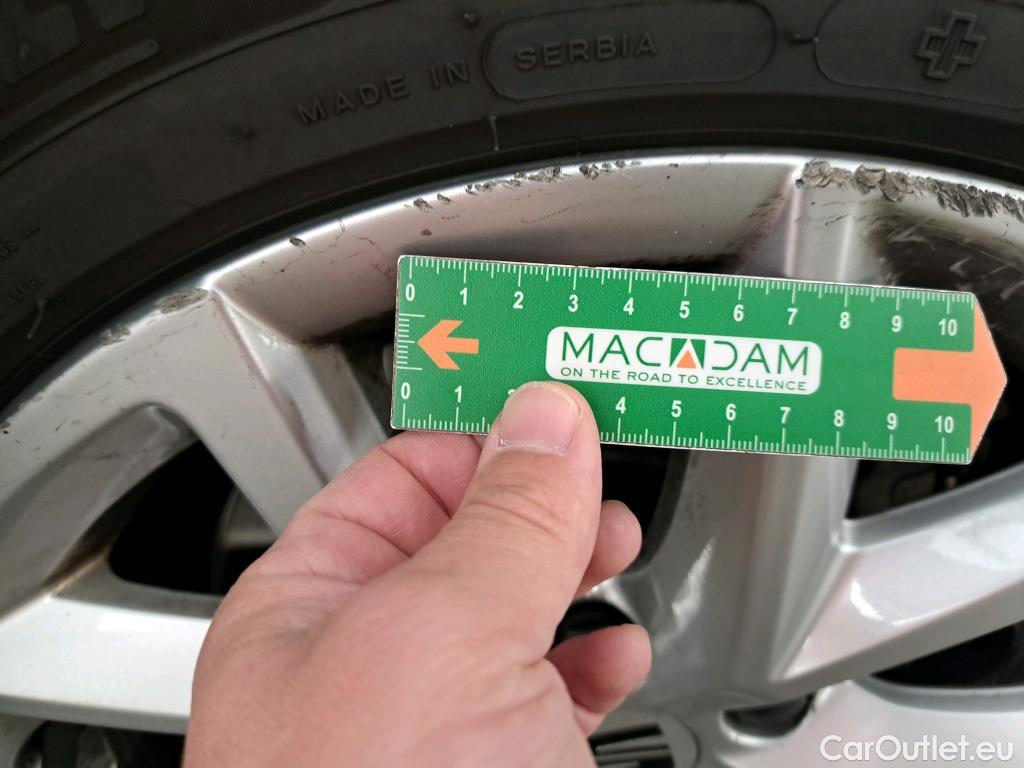 MADE IN SERBIA
0 1 2 3 4 5 6 7 8 9 10
MACADAM
ON THE ROAD TO EXCELLENCE
0 1 2 4 5 6 7 8 9 10
CarOutlet.eu